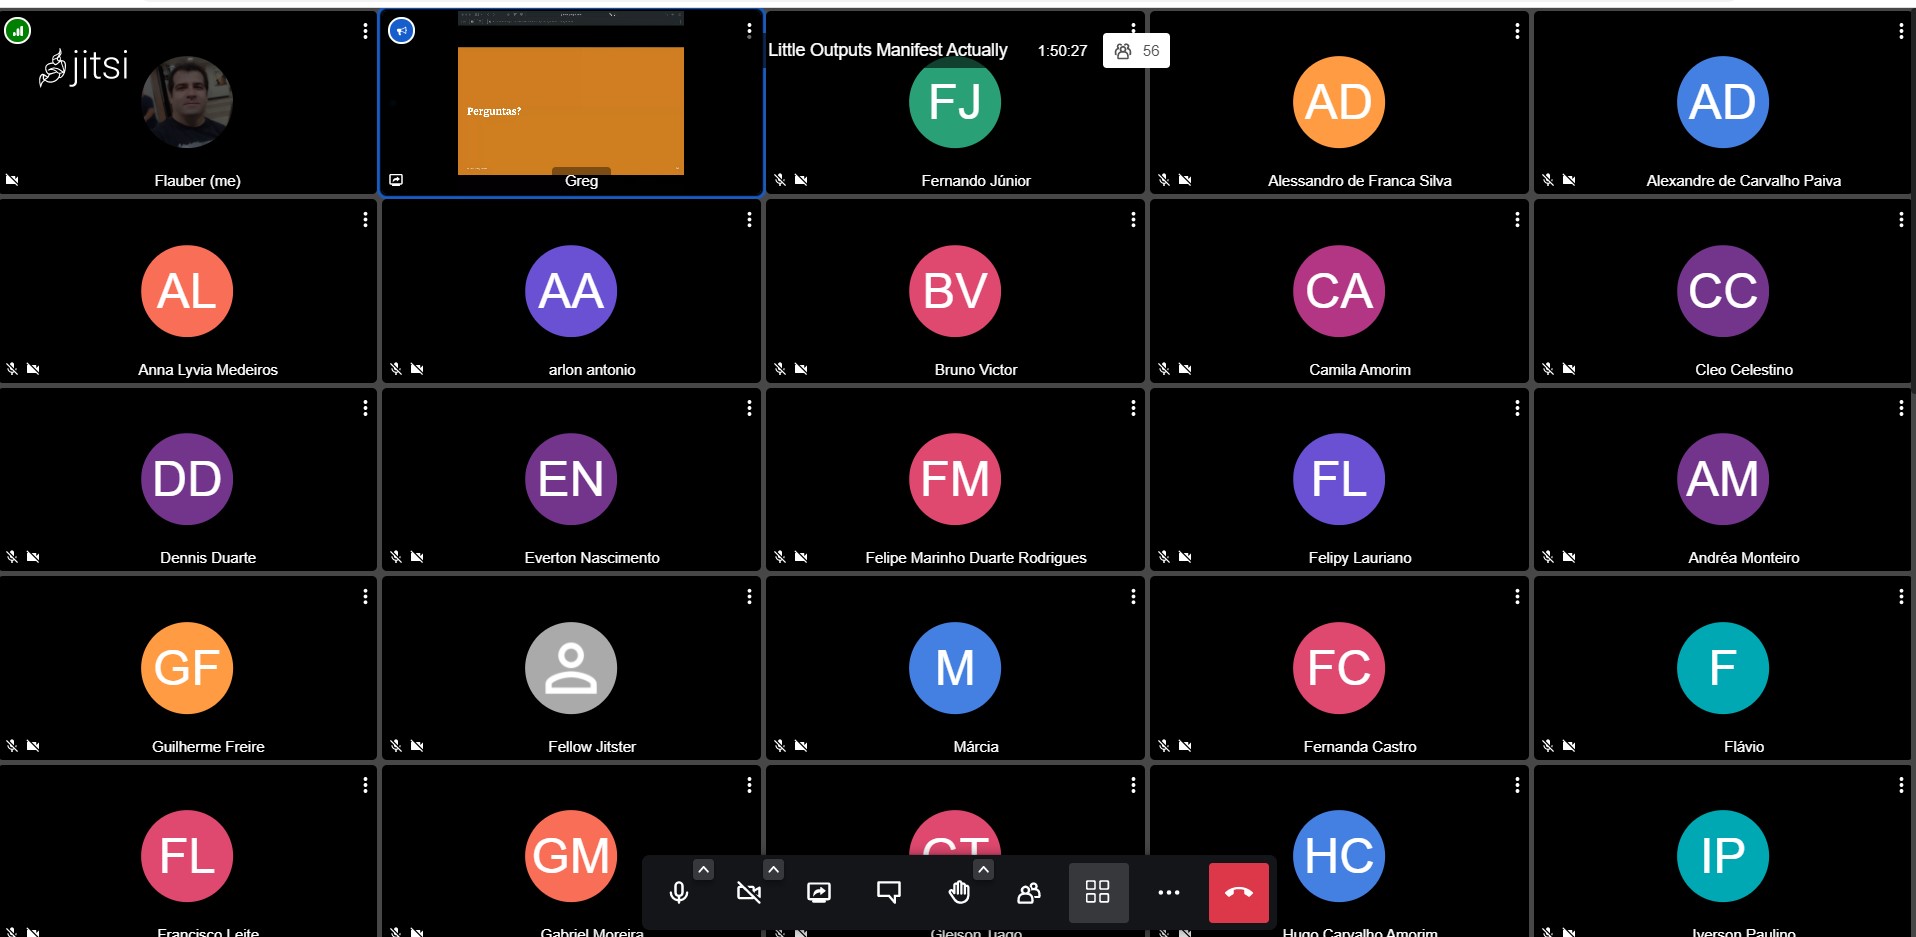 jitsi
Flauber (me)
Perguntas?
Greg
Little Outputs Manifest Actually
1:50:27
56
FJ
Fernando Júnior
AD
Alessandro de Franca Silva
AD
Alexandre de Carvalho Paiva
AL
Anna Lyvia Medeiros
AA
arlon antonio
BV
Bruno Victor
CA
Camila Amorim
CC
Cleo Celestino
DD
Dennis Duarte
EN
Everton Nascimento
FM
Felipe Marinho Duarte Rodrigues
FL
Felipy Lauriano
AM
Andréa Monteiro
GF
Guilherme Freire
Fellow Jitster
M
Márcia
FC
Fernanda Castro
F
Flávio
FL
Francisco Leite
GM
Gabriel Moreira
GT
Gleison Tiago
HC
Hugo Carvalho Amorim
IP
Iverson Paulino